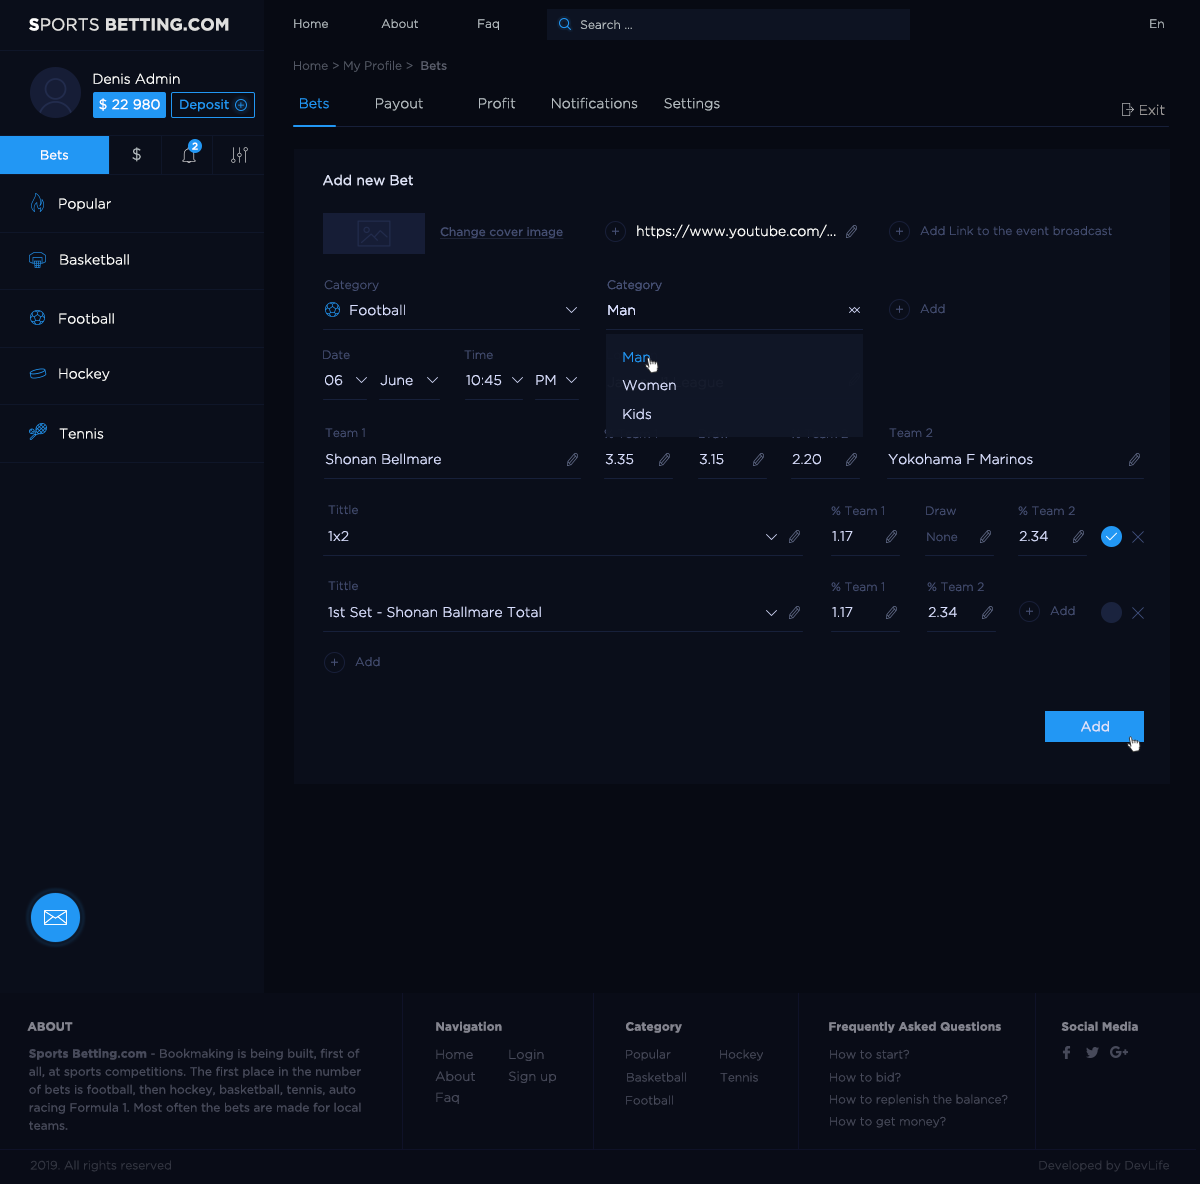 SPORTS BETTING.COM
Home About Faq Search ... En
Denis Admin
$ 22 980 Deposit
Home > My Profile > Bets
Bets Payout Profit Notifications Settings
Exit
Bets $ 2
Popular
Basketball
Football
Hockey
Tennis
Add new Bet
Change cover image https://www.youtube.com/... Add Link to the event broadcast
Category Category
Football Man Add
Date Time
06 June 10:45 PM
Man
Women
Kids
Team 1 Team 2
Shonan Bellmare 3.35 3.15 2.20 Yokohama F Marinos
Tittle % Team 1 Draw % Team 2
1x2 1.17 None 2.34
Tittle % Team 1 % Team 2
1st Set - Shonan Ballmare Total 1.17 2.34 Add
Add
Add
ABOUT
Sports Betting.com - Bookmaking is being built, first of
all, at sports competitions. The first place in the number
of bets is football, then hockey, basketball, tennis, auto
racing Formula 1. Most often the bets are made for local
teams.
Navigation
Home Login
About Sign up
Faq
Category
Popular Hockey
Basketball Tennis
Football
Frequently Asked Questions
How to start?
How to bid?
How to replenish the balance?
How to get money?
Social Media
2019. All rights reserved Developed by DevLife